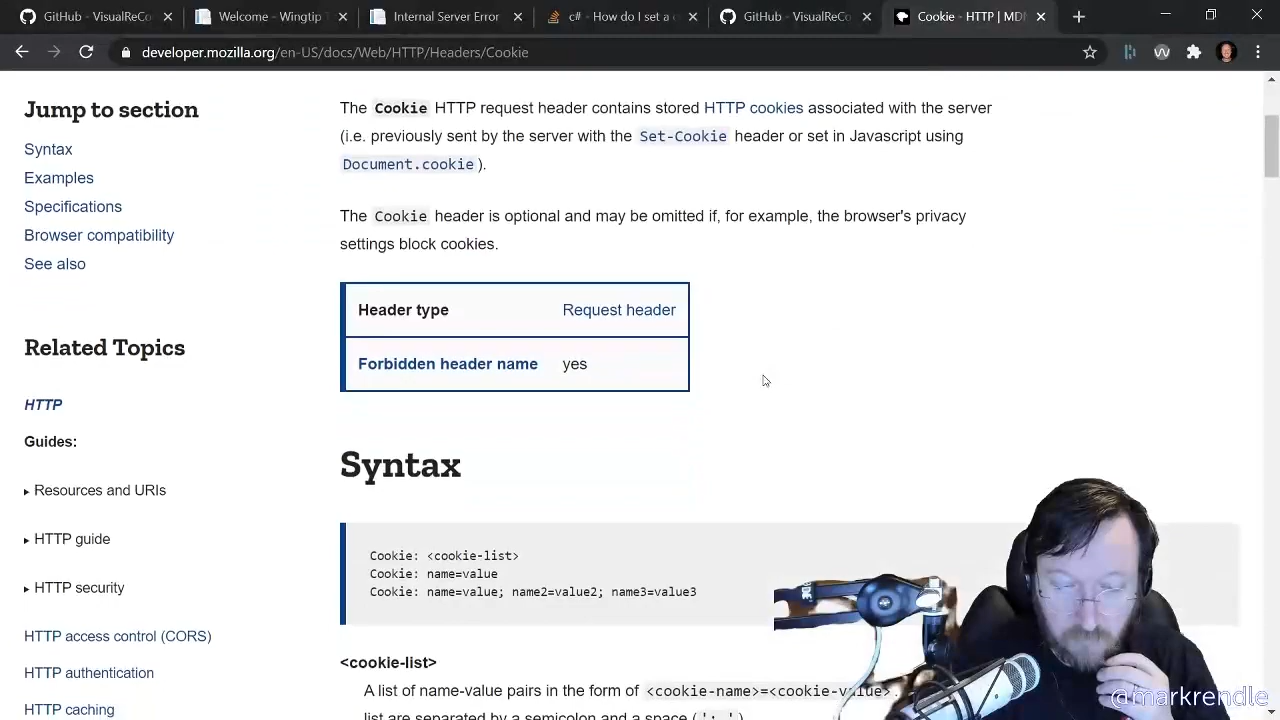 GitHub - VisualReCo
Welcome - Wingtip T
Internal Server Error
c# - How do I set a c
GitHub - VisualReCo
Cookie - HTTP | MDI
developer.mozilla.org/en-US/docs/Web/HTTP/Headers/Cookie
Jump to section
Syntax
Examples
Specifications
Browser compatibility
See also
Related Topics
HTTP
Guides:
Resources and URIs
HTTP guide
HTTP security
HTTP access control (CORS)
HTTP authentication
HTTP caching
The Cookie HTTP request header contains stored HTTP cookies associated with the server
(i.e. previously sent by the server with the Set-Cookie header or set in Javascript using
Document.cookie).
The Cookie header is optional and may be omitted if, for example, the browser's privacy
settings block cookies.
Header type Request header
Forbidden header name yes
Syntax
Cookie: <cookie-list>
Cookie: name=value
Cookie: name=value; name2=value2; name3=value3
<cookie-list>
A list of name-value pairs in the form of <cookie-name>=<cookie-value>.
list are separated by a semicolon and a space ('; ')
@markrendle